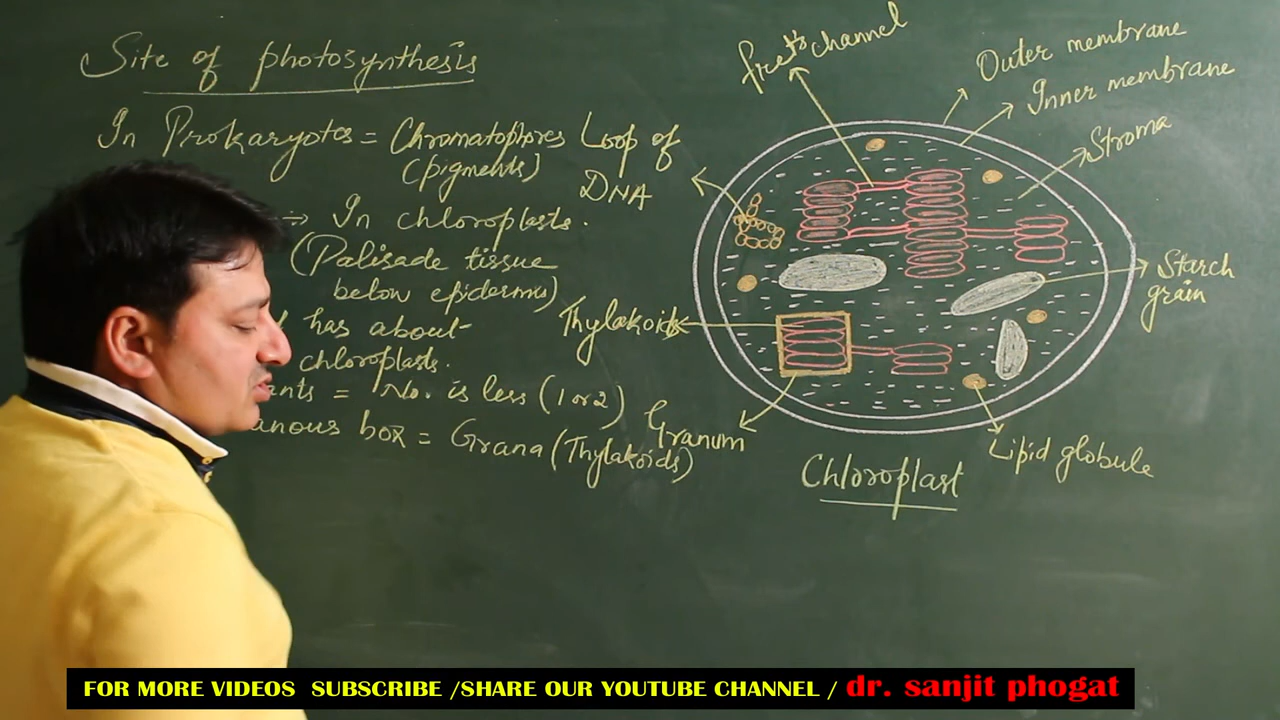 Site of photosynthesis
In Prokaryotes = Chromatophores
(pigments)
⇒ In chloroplasts.
(Palisade tissue
below epidermis)
has about
chloroplasts.
ants = No. is less (1 or 2)
anous box = Grana (Thylakoids)
fret's channel
Outer membrane
Inner membrane
Stroma
Loop of
DNA
Starch
grain
Thylakoids
Granum
Lipid globule
Chloroplast
FOR MORE VIDEOS SUBSCRIBE /SHARE OUR YOUTUBE CHANNEL / dr. sanjit phogat